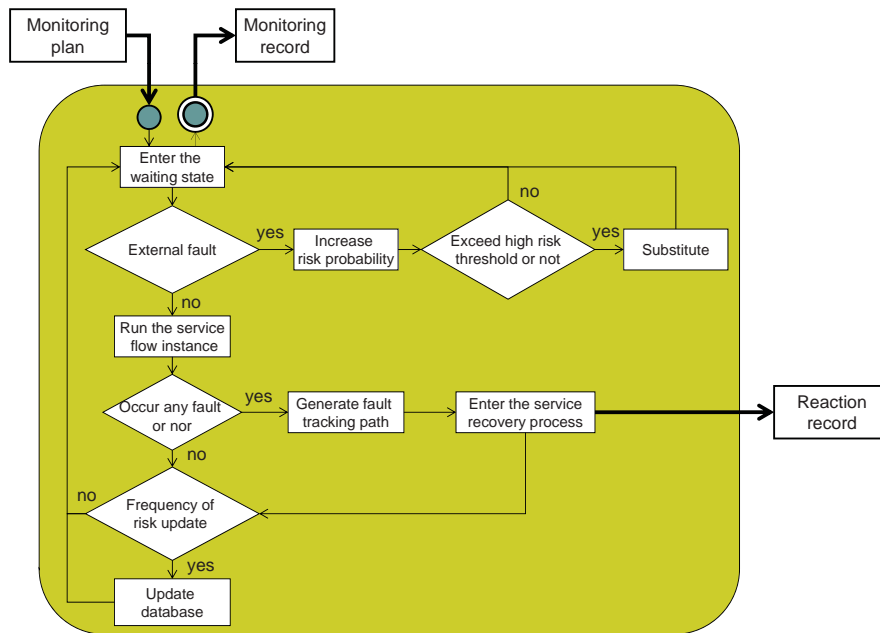 Monitoring
plan
Monitoring
record
Enter the
waiting state
no
External fault
yes
Increase
risk probability
Exceed high risk
threshold or not
yes
Substitute
no
Run the service
flow instance
Occur any fault
or nor
yes
Generate fault
tracking path
Enter the service
recovery process
Reaction
record
no
no
Frequency of
risk update
yes
Update
database